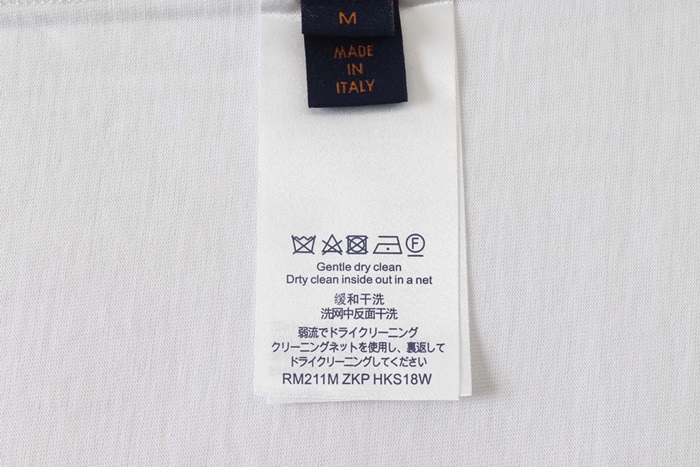 M
MADE
IN
ITALY
F
Gentle dry clean
Drty clean inside out in a net
缓和干洗
洗网中反面干洗
弱流でドライクリーニング
クリーニングネットを使用し、裏返して
ドライクリーニングしてください
RM211M ZKP HKS18W